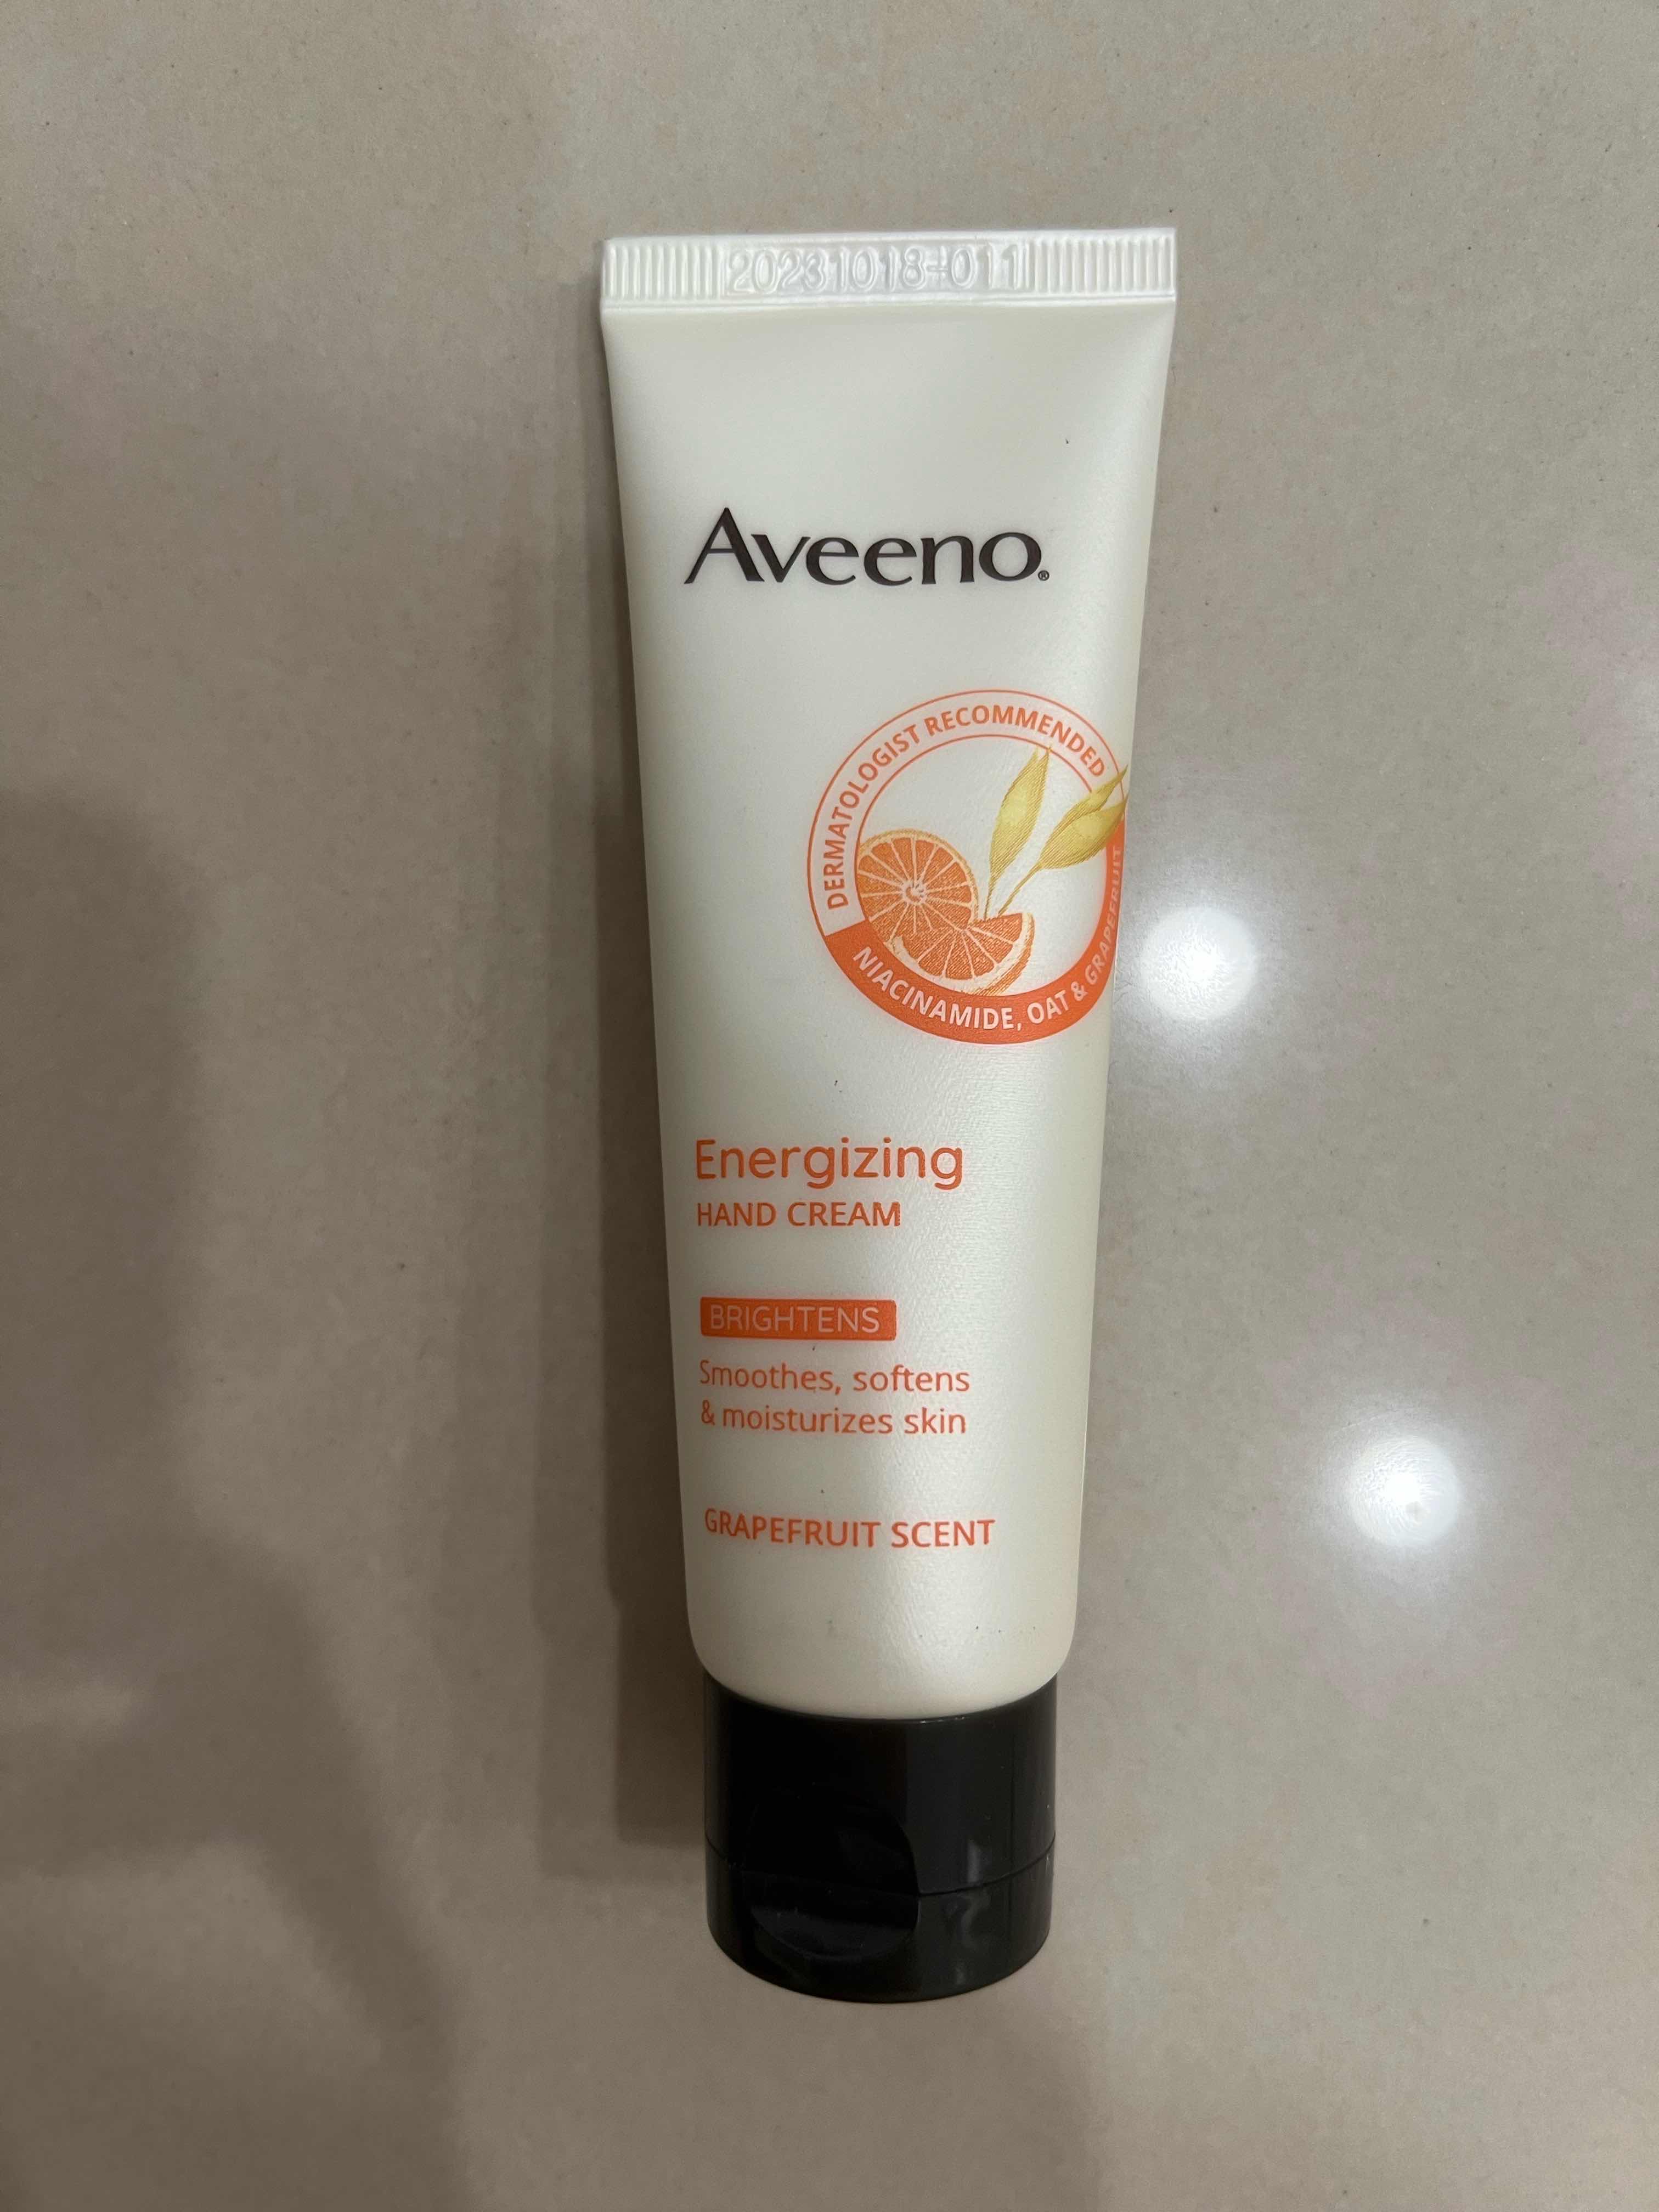 20231018-011
Aveeno®
DERMATOLOGIST RECOMMENDED
NIACINAMIDE, OAT & GRAPEFRUIT
Energizing
HAND CREAM
BRIGHTENS
Smoothes, softens
& moisturizes skin
GRAPEFRUIT SCENT